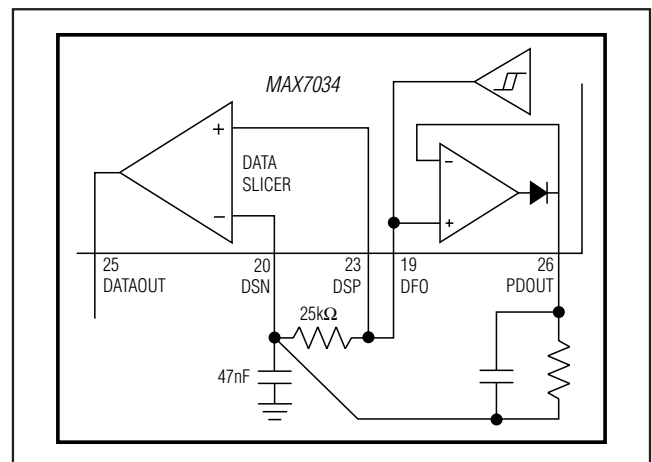 MAX7034
+
DATA
SLICER
−
−
+
25
DATAOUT
20
DSN
23
DSP
19
DFO
26
PDOUT
25kΩ
47nF